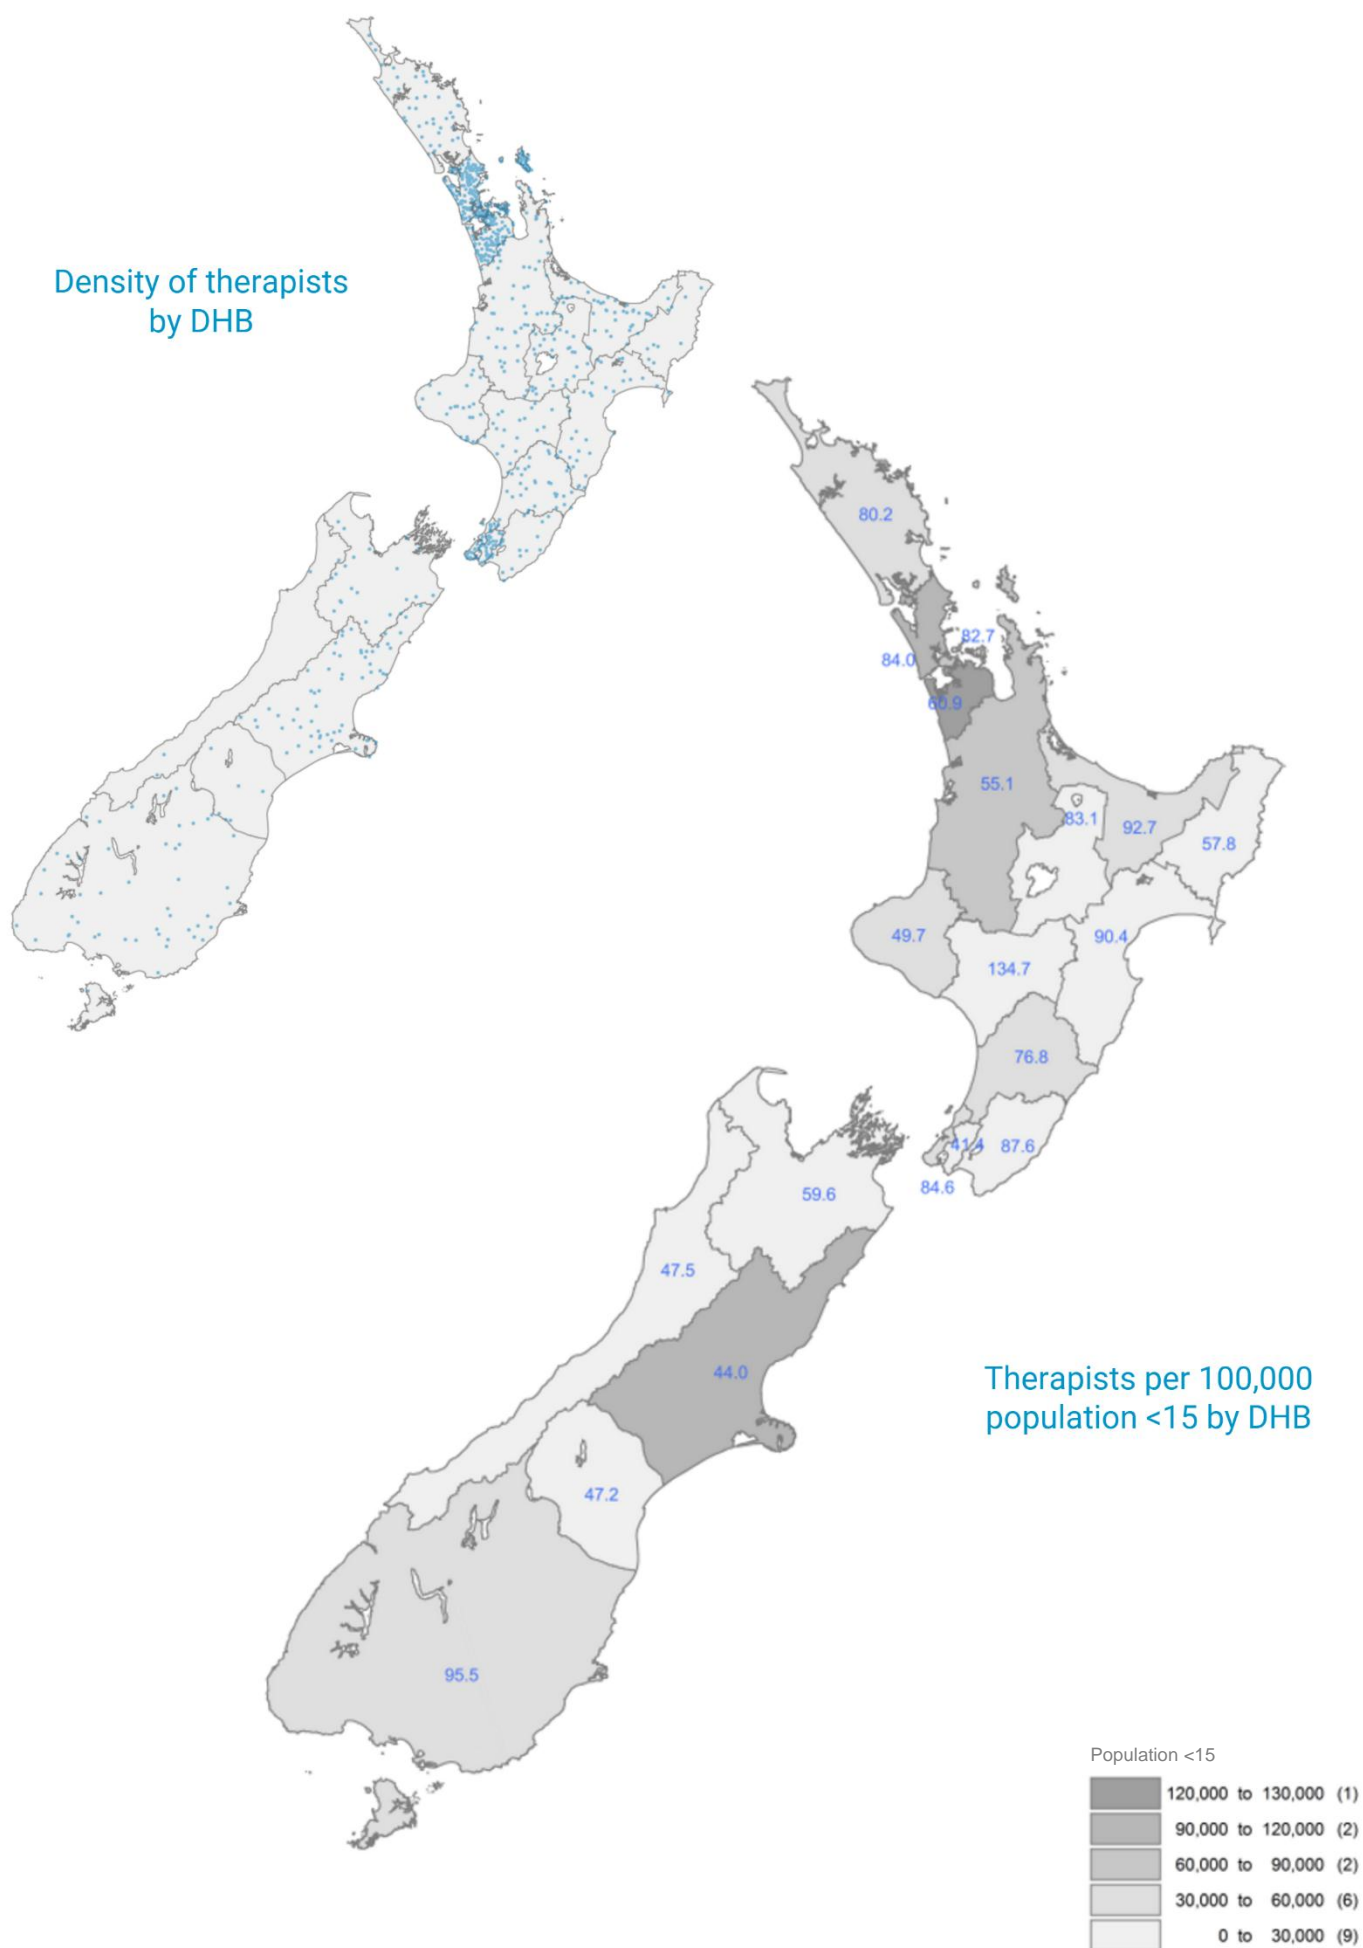 Density of therapists
by DHB
80.2
82.7
84.0
60.9
55.1
83.1
92.7
57.8
49.7
90.4
134.7
76.8
41.4
87.6
84.6
59.6
47.5
44.0
Therapists per 100,000
population <15 by DHB
47.2
95.5
Population <15
120,000 to 130,000 (1)
90,000 to 120,000 (2)
60,000 to 90,000 (2)
30,000 to 60,000 (6)
0 to 30,000 (9)